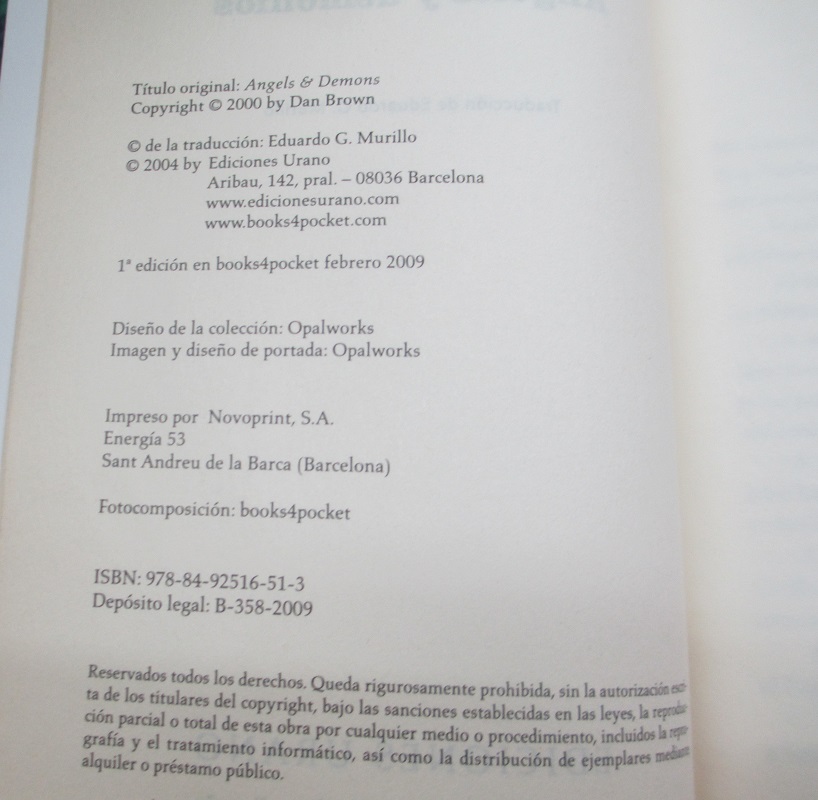 Título original: Angels & Demons
Copyright © 2000 by Dan Brown
© de la traducción: Eduardo G. Murillo
© 2004 by Ediciones Urano
Aribau, 142, pral. – 08036 Barcelona
www.edicionesurano.com
www.books4pocket.com
1ª edición en books4pocket febrero 2009
Diseño de la colección: Opalworks
Imagen y diseño de portada: Opalworks
Impreso por Novoprint, S.A.
Energía 53
Sant Andreu de la Barca (Barcelona)
Fotocomposición: books4pocket
ISBN: 978-84-92516-51-3
Depósito legal: B-358-2009
Reservados todos los derechos. Queda rigurosamente prohibida, sin la autorización escri-
ta de los titulares del copyright, bajo las sanciones establecidas en las leyes, la reproduc-
ción parcial o total de esta obra por cualquier medio o procedimiento, incluidos la repro-
grafía y el tratamiento informático, así como la distribución de ejemplares mediante
alquiler o préstamo público.